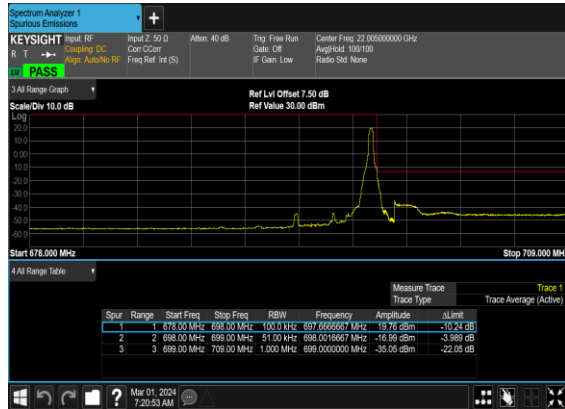 Spectrum Analyzer 1
Spurious Emissions
+
KEYSIGHT Input: RF Input Z: 50 Ω Atten: 40 dB Trig: Free Run Center Freq: 22.005000000 GHz
R T Coupling: DC Corr CCorr Gate: Off Avg|Hold: 100/100
Align: Auto/No RF Freq Ref: Int (S) IF Gain: Low Radio Std: None
LW PASS
3 All Range Graph
Ref Lvl Offset 7.50 dB
Scale/Div 10.0 dB Ref Value 30.00 dBm
Log
20.0
10.0
0.00
-10.0
-20.0
-30.0
-40.0
-50.0
-60.0
Start 678.000 MHz Stop 709.000 MH
4 All Range Table
Measure Trace Trace 1
Trace Type Trace Average (Active)
Spur Range Start Freq Stop Freq RBW Frequency Amplitude ΔLimit
1 1 678.00 MHz 698.00 MHz 100.0 kHz 697.6666667 MHz 19.76 dBm -10.24 dB
2 2 698.00 MHz 699.00 MHz 51.00 kHz 698.0016667 MHz -16.99 dBm -3.989 dB
3 3 699.00 MHz 709.00 MHz 1.000 MHz 699.0000000 MHz -35.05 dBm -22.05 dB
? Mar 01, 2024
7:20:53 AM